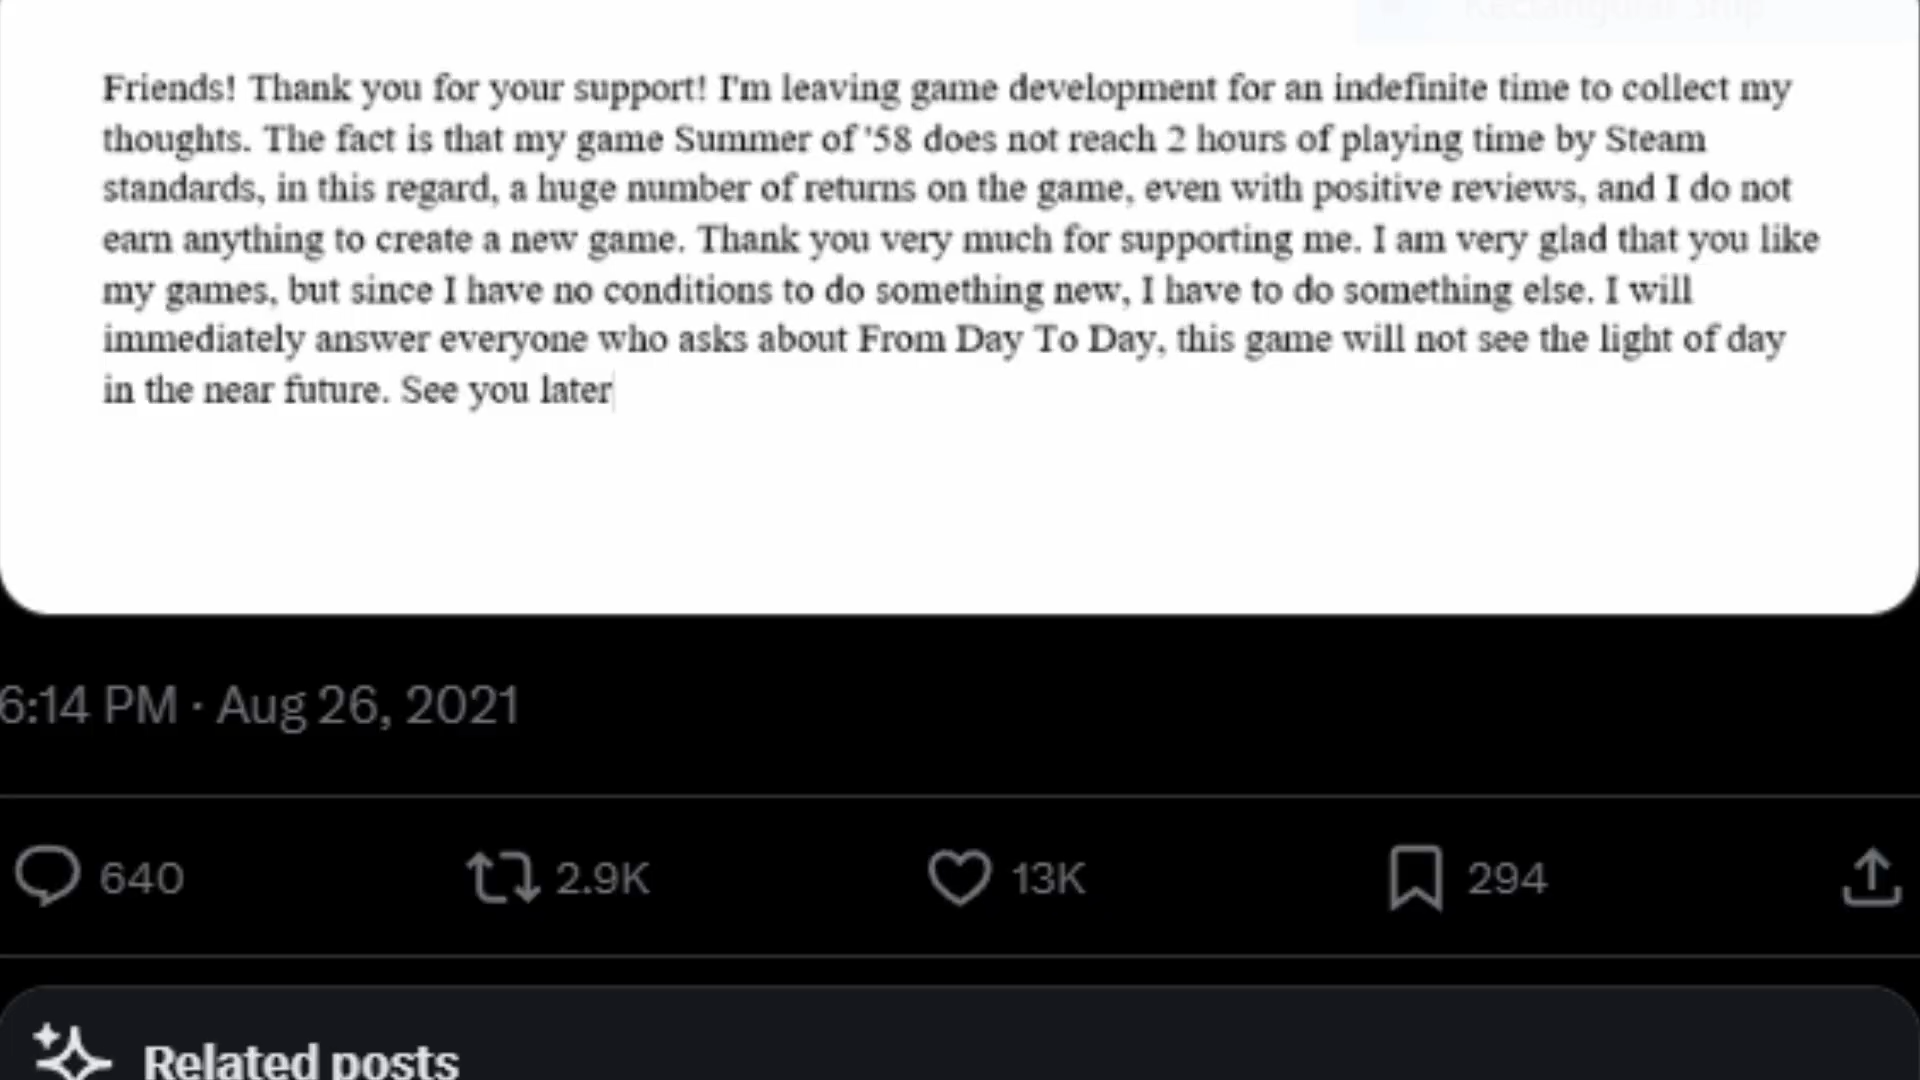 Rectangular Snip
Friends! Thank you for your support! I'm leaving game development for an indefinite time to collect my
thoughts. The fact is that my game Summer of '58 does not reach 2 hours of playing time by Steam
standards, in this regard, a huge number of returns on the game, even with positive reviews, and I do not
earn anything to create a new game. Thank you very much for supporting me. I am very glad that you like
my games, but since I have no conditions to do something new, I have to do something else. I will
immediately answer everyone who asks about From Day To Day, this game will not see the light of day
in the near future. See you later
6:14 PM · Aug 26, 2021
640 2.9K 13K 294
Related posts